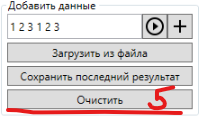 Добавить данные
1 2 3 1 2 3
Загрузить из файла
Сохранить последний результат
Очистить 5